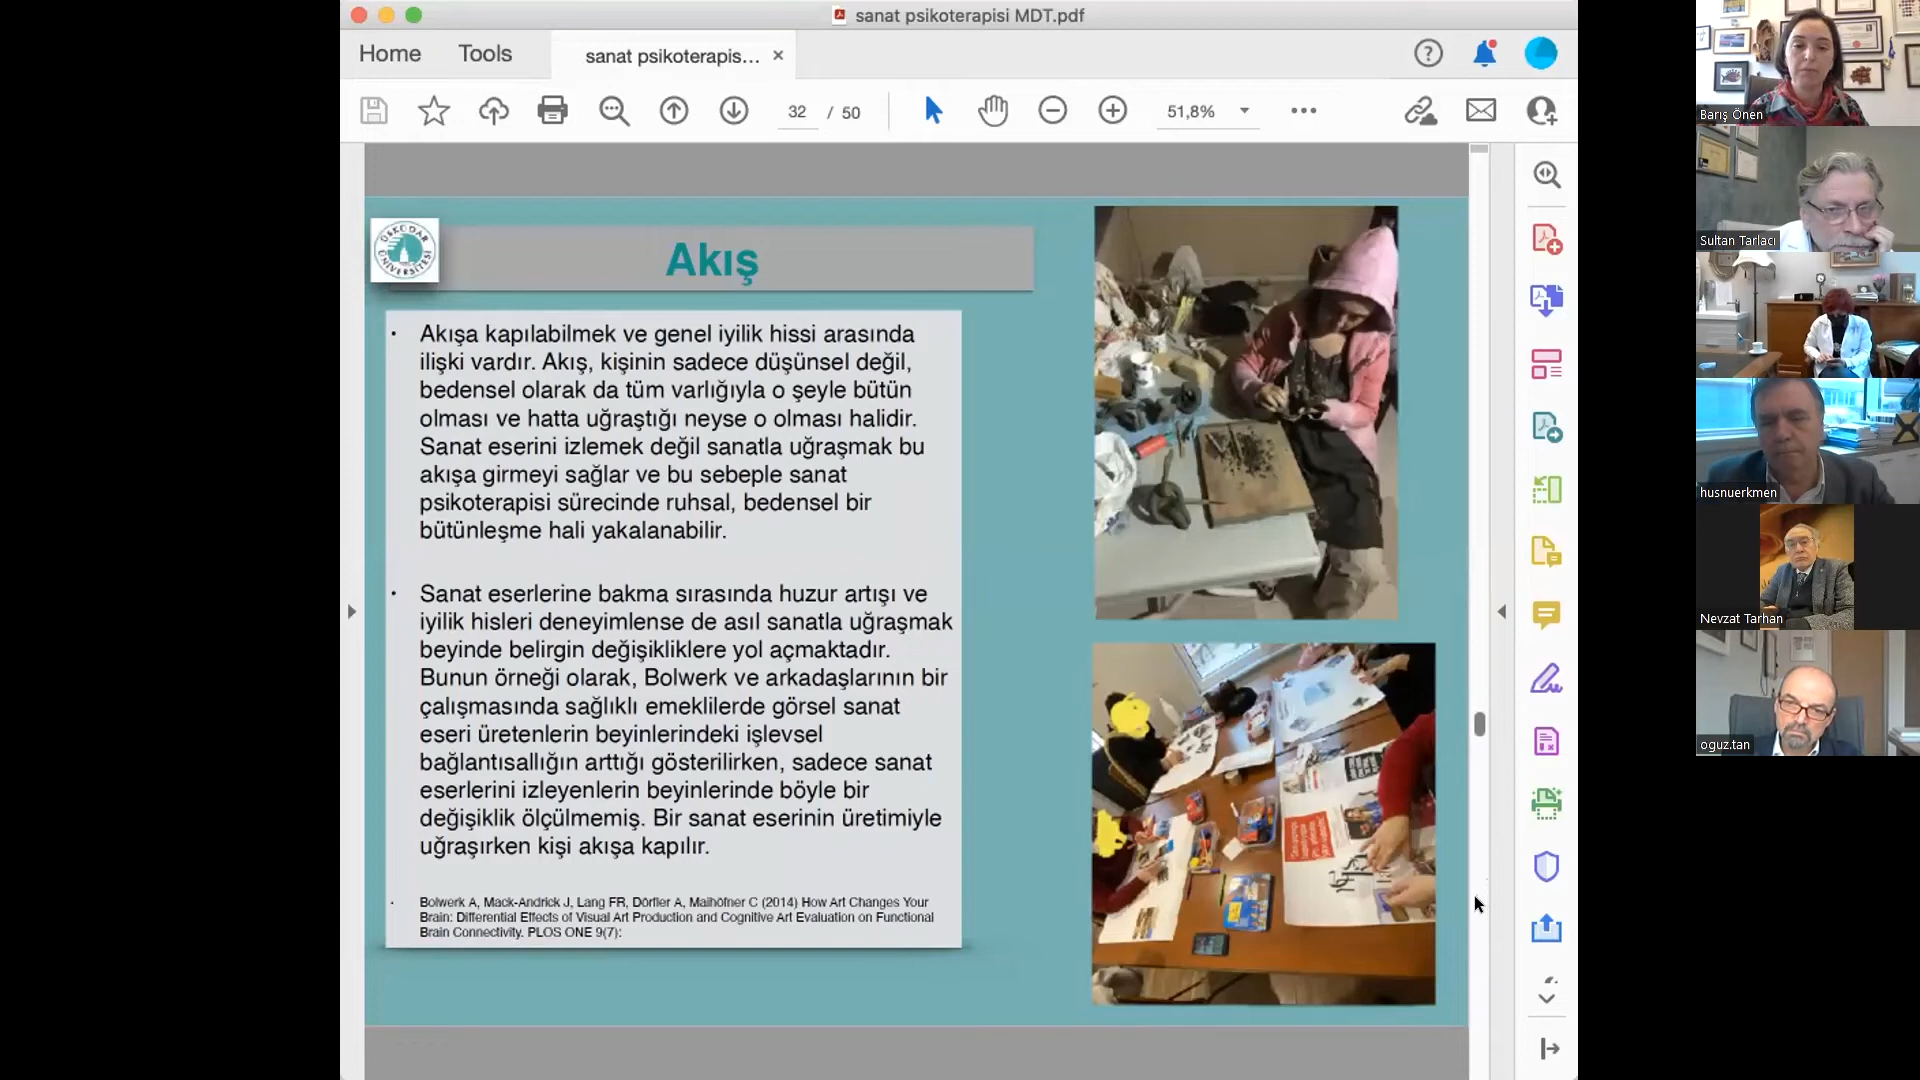 sanat psikoterapisi MDT.pdf
Home
Tools
sanat psikoterapis...
32 / 50
51,8%
ÜSKÜDAR ÜNİVERSİTESİ
Akış
• Akışa kapılabilmek ve genel iyilik hissi arasında
ilişki vardır. Akış, kişinin sadece düşünsel değil,
bedensel olarak da tüm varlığıyla o şeyle bütün
olması ve hatta uğraştığı neyse o olması halidir.
Sanat eserini izlemek değil sanatla uğraşmak bu
akışa girmeyi sağlar ve bu sebeple sanat
psikoterapisi sürecinde ruhsal, bedensel bir
bütünleşme hali yakalanabilir.
• Sanat eserlerine bakma sırasında huzur artışı ve
iyilik hisleri deneyimlense de asıl sanatla uğraşmak
beyinde belirgin değişikliklere yol açmaktadır.
Bunun örneği olarak, Bolwerk ve arkadaşlarının bir
çalışmasında sağlıklı emeklilerde görsel sanat
eseri üretenlerin beyinlerindeki işlevsel
bağlantısallığın arttığı gösterilirken, sadece sanat
eserlerini izleyenlerin beyinlerinde böyle bir
değişiklik ölçülmemiş. Bir sanat eserinin üretimiyle
uğraşırken kişi akışa kapılır.
• Bolwerk A, Mack-Andrick J, Lang FR, Dörfler A, Maihöfner C (2014) How Art Changes Your
Brain: Differential Effects of Visual Art Production and Cognitive Art Evaluation on Functional
Brain Connectivity. PLOS ONE 9(7):
Barış Önen
Sultan Tarlacı
husnuerkmen
Nevzat Tarhan
oguz.tan